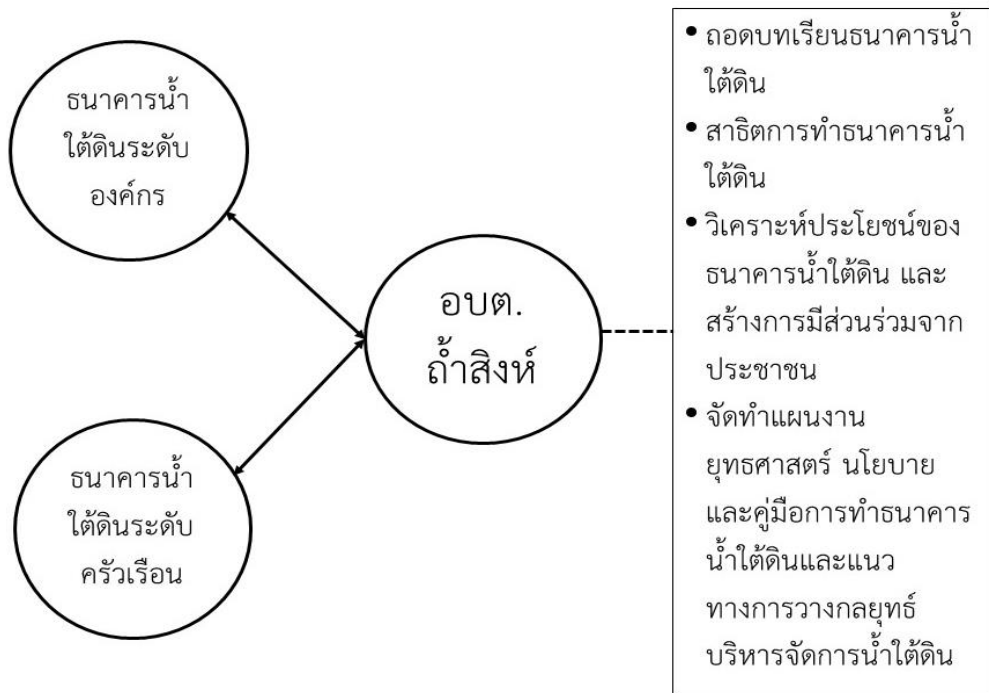 ธนาคารน้ำ
ใต้ดินระดับ
องค์กร
ธนาคารน้ำ
ใต้ดินระดับ
ครัวเรือน
อบต.
ถ้ำสิงห์
• ถอดบทเรียนธนาคารน้ำ
ใต้ดิน
• สาธิตการทำธนาคารน้ำ
ใต้ดิน
• วิเคราะห์ประโยชน์ของ
ธนาคารน้ำใต้ดิน และ
สร้างการมีส่วนร่วมจาก
ประชาชน
• จัดทำแผนงาน
ยุทธศาสตร์ นโยบาย
และคู่มือการทำธนาคาร
น้ำใต้ดินและแนว
ทางการวางกลยุทธ์
บริหารจัดการน้ำใต้ดิน